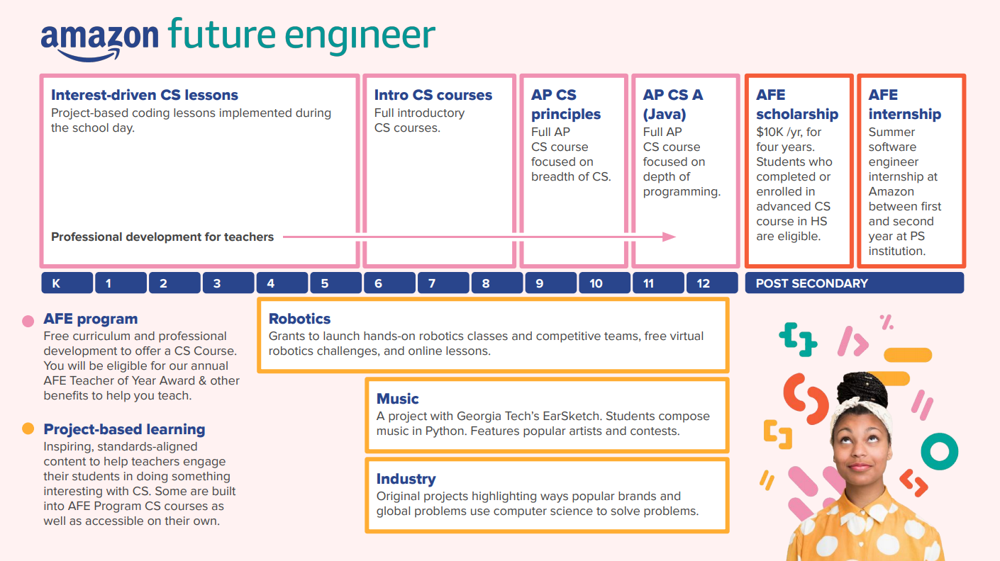 amazon future engineer
Interest-driven CS lessons
Project-based coding lessons implemented during
the school day.
Professional development for teachers
Intro CS courses
Full introductory
CS courses.
AP CS
principles
Full AP
CS course
focused on
breadth of CS.
AP CS A
(Java)
Full AP
CS course
focused on
depth of
programming.
AFE
scholarship
$10K /yr, for
four years.
Students who
completed or
enrolled in
advanced CS
course in HS
are eligible.
AFE
internship
Summer
software
engineer
internship at
Amazon
between first
and second
year at PS
institution.
K 1 2 3 4 5 6 7 8 9 10 11 12 POST SECONDARY
AFE program
Free curriculum and professional
development to offer a CS Course.
You will be eligible for our annual
AFE Teacher of Year Award & other
benefits to help you teach.
Project-based learning
Inspiring, standards-aligned
content to help teachers engage
their students in doing something
interesting with CS. Some are built
into AFE Program CS courses as
well as accessible on their own.
Robotics
Grants to launch hands-on robotics classes and competitive teams, free virtual
robotics challenges, and online lessons.
Music
A project with Georgia Tech’s EarSketch. Students compose
music in Python. Features popular artists and contests.
Industry
Original projects highlighting ways popular brands and
global problems use computer science to solve problems.